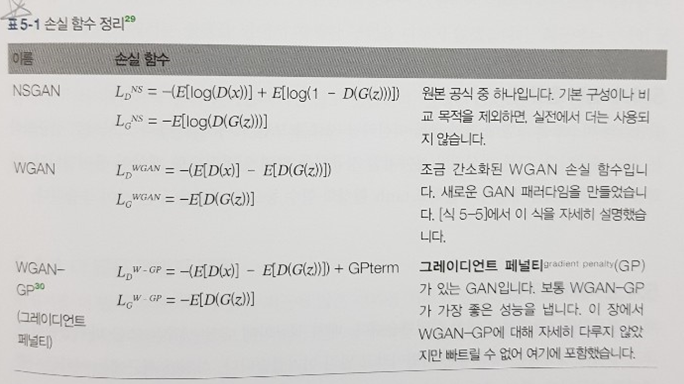 표 5-1 손실 함수 정리29
이름 손실 함수
NSGAN L_D^NS = –(E[log(D(x))] + E[log(1 – D(G(z)))]) 원본 공식 중 하나입니다. 기본 구성이나 비
L_G^NS = –E[log(D(G(z)))] 교 목적을 제외하면, 실전에서 더는 사용되
지 않습니다.
WGAN L_D^WGAN = –(E[D(x)] – E[D(G(z))]) 조금 간소화된 WGAN 손실 함수입니
L_G^WGAN = –E[D(G(z))] 다. 새로운 GAN 패러다임을 만들었습니
다. [식 5-5]에서 이 식을 자세히 설명했습
니다.
WGAN– L_D^W–GP = –(E[D(x)] – E[D(G(z))]) + GPterm 그레이디언트 페널티gradient penalty(GP)
GP30 L_G^W–GP = –E[D(G(z))] 가 있는 GAN입니다. 보통 WGAN–GP
(그레이디언트 가 가장 좋은 성능을 냅니다. 이 장에서
페널티) WGAN–GP에 대해 자세히 다루지 않았
지만 빠트릴 수 없어 여기에 포함했습니다.